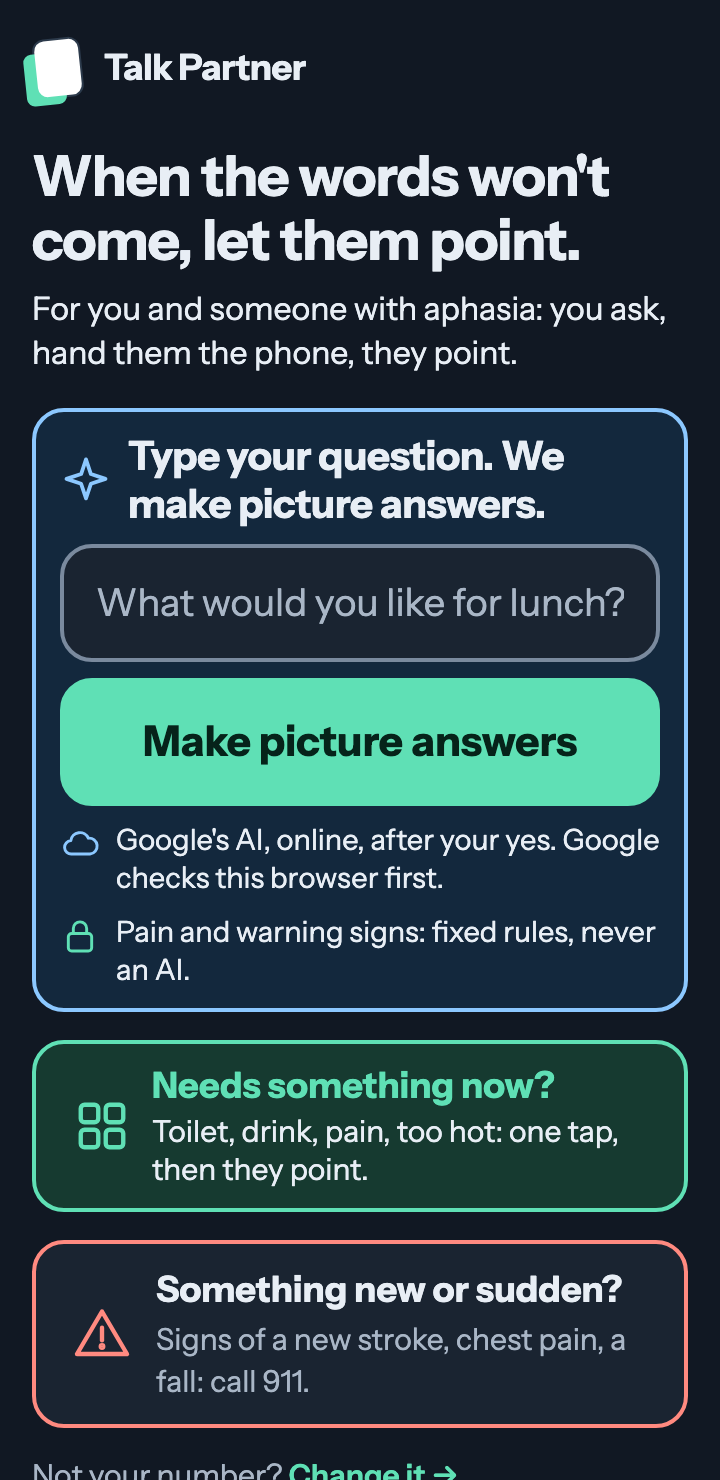 Talk Partner
When the words won't
come, let them point.
For you and someone with aphasia: you ask,
hand them the phone, they point.
Type your question. We
make picture answers.
What would you like for lunch?
Make picture answers
Google's AI, online, after your yes. Google
checks this browser first.
Pain and warning signs: fixed rules, never
an AI.
Needs something now?
Toilet, drink, pain, too hot: one tap,
then they point.
Something new or sudden?
Signs of a new stroke, chest pain, a
fall: call 911.
Not your number? Change it →